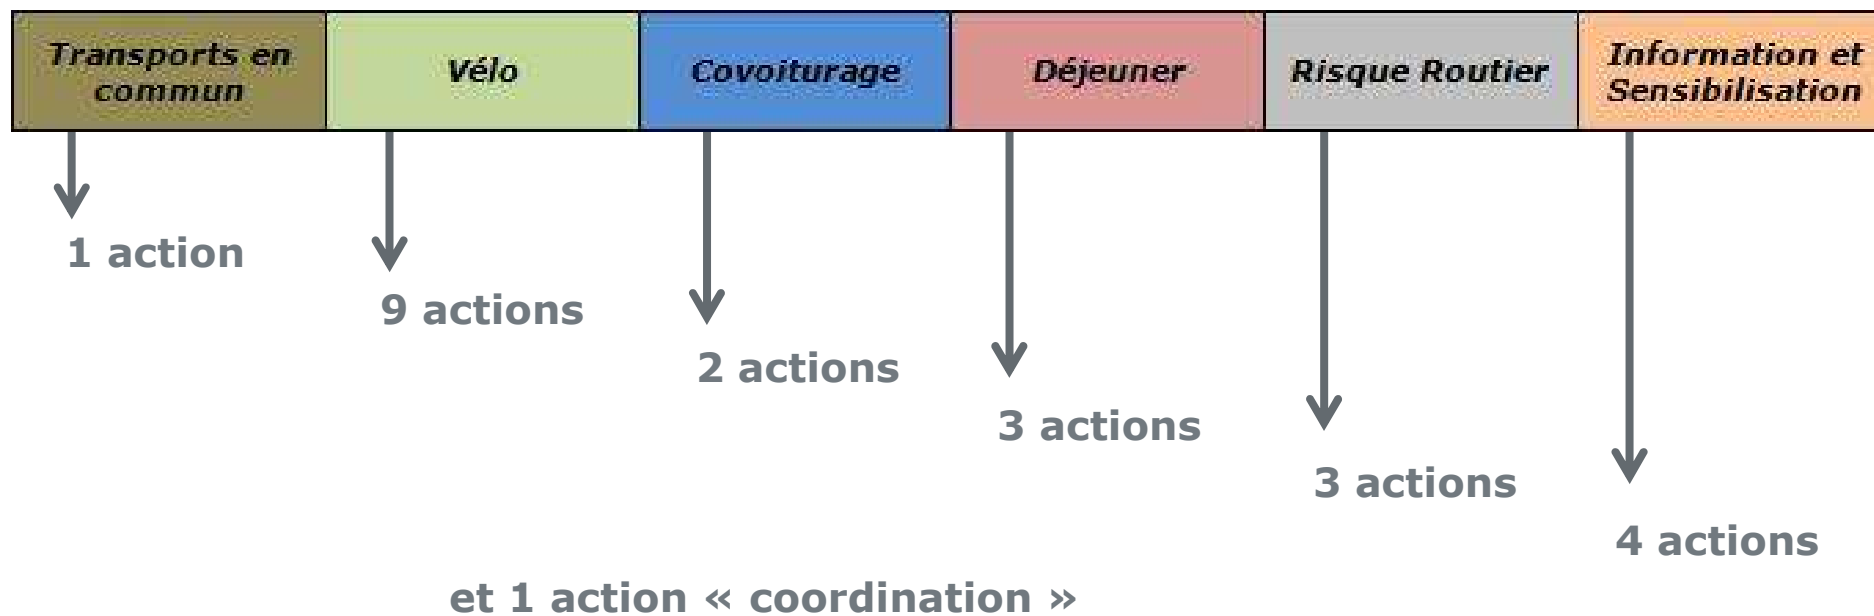 Transports en
commun
Vélo
Covoiturage
Déjeuner
Risque Routier
Information et
Sensibilisation
1 action
9 actions
2 actions
3 actions
3 actions
4 actions
et 1 action « coordination »